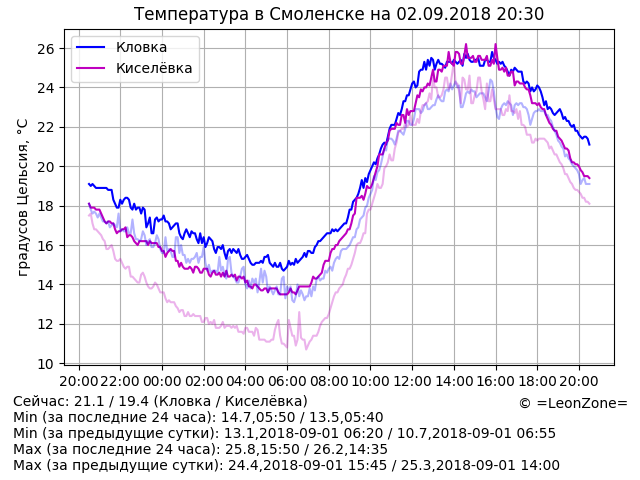 Температура в Смоленске на 02.09.2018 20:30
Кловка
Киселёвка
градусов Цельсия, °C
26
24
22
20
18
16
14
12
10
20:00 22:00 00:00 02:00 04:00 06:00 08:00 10:00 12:00 14:00 16:00 18:00 20:00
Сейчас: 21.1 / 19.4 (Кловка / Киселёвка)
© =LeonZone=
Min (за последние 24 часа): 14.7,05:50 / 13.5,05:40
Min (за предыдущие сутки): 13.1,2018-09-01 06:20 / 10.7,2018-09-01 06:55
Max (за последние 24 часа): 25.8,15:50 / 26.2,14:35
Max (за предыдущие сутки): 24.4,2018-09-01 15:45 / 25.3,2018-09-01 14:00